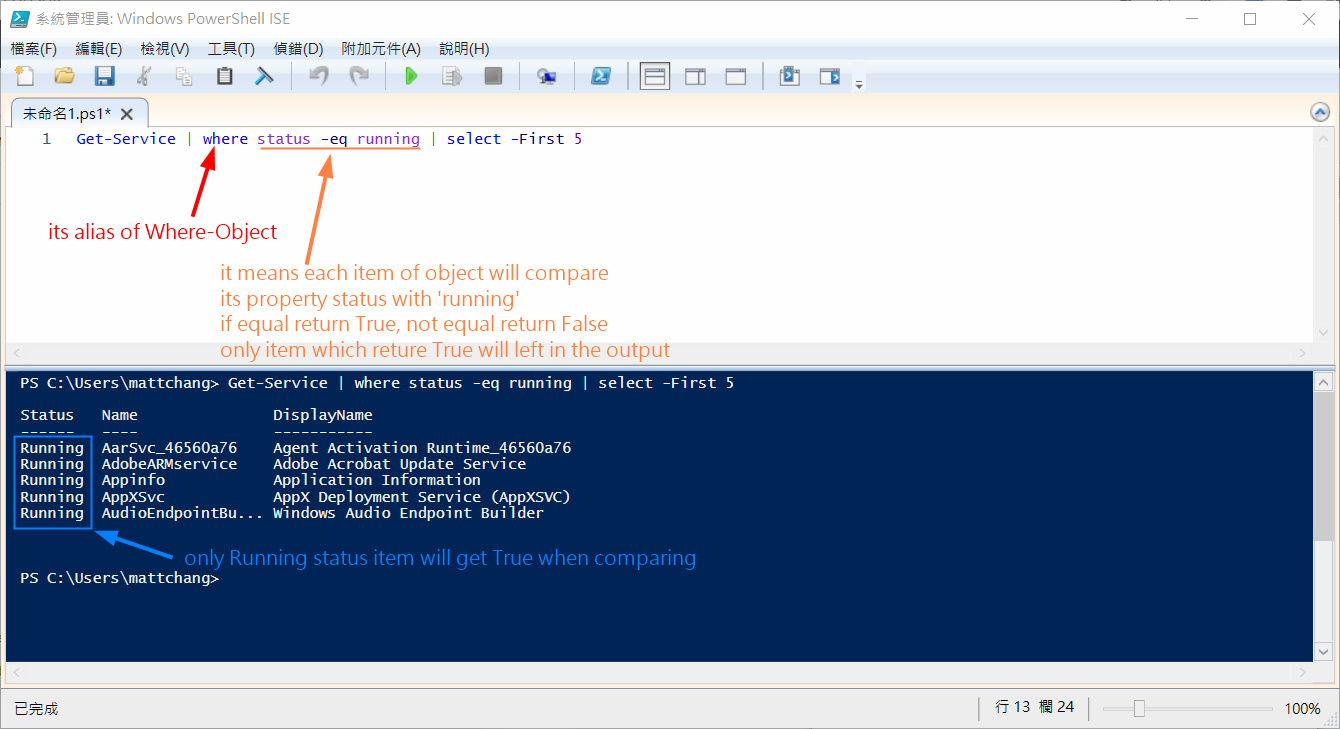 系統管理員: Windows PowerShell ISE
檔案(F) 編輯(E) 檢視(V) 工具(T) 偵錯(D) 附加元件(A) 說明(H)
未命名1.ps1*
1 Get-Service | where status -eq running | select -First 5
its alias of Where-Object
it means each item of object will compare
its property status with 'running'
if equal return True, not equal return False
only item which reture True will left in the output
PS C:\Users\mattchang> Get-Service | where status -eq running | select -First 5
Status Name DisplayName
------ ---- -----------
Running AarSvc_46560a76 Agent Activation Runtime_46560a76
Running AdobeARMservice Adobe Acrobat Update Service
Running Appinfo Application Information
Running AppXSvc AppX Deployment Service (AppXSVC)
Running AudioEndpointBu... Windows Audio Endpoint Builder
only Running status item will get True when comparing
PS C:\Users\mattchang>
已完成 行 13 欄 24 100%